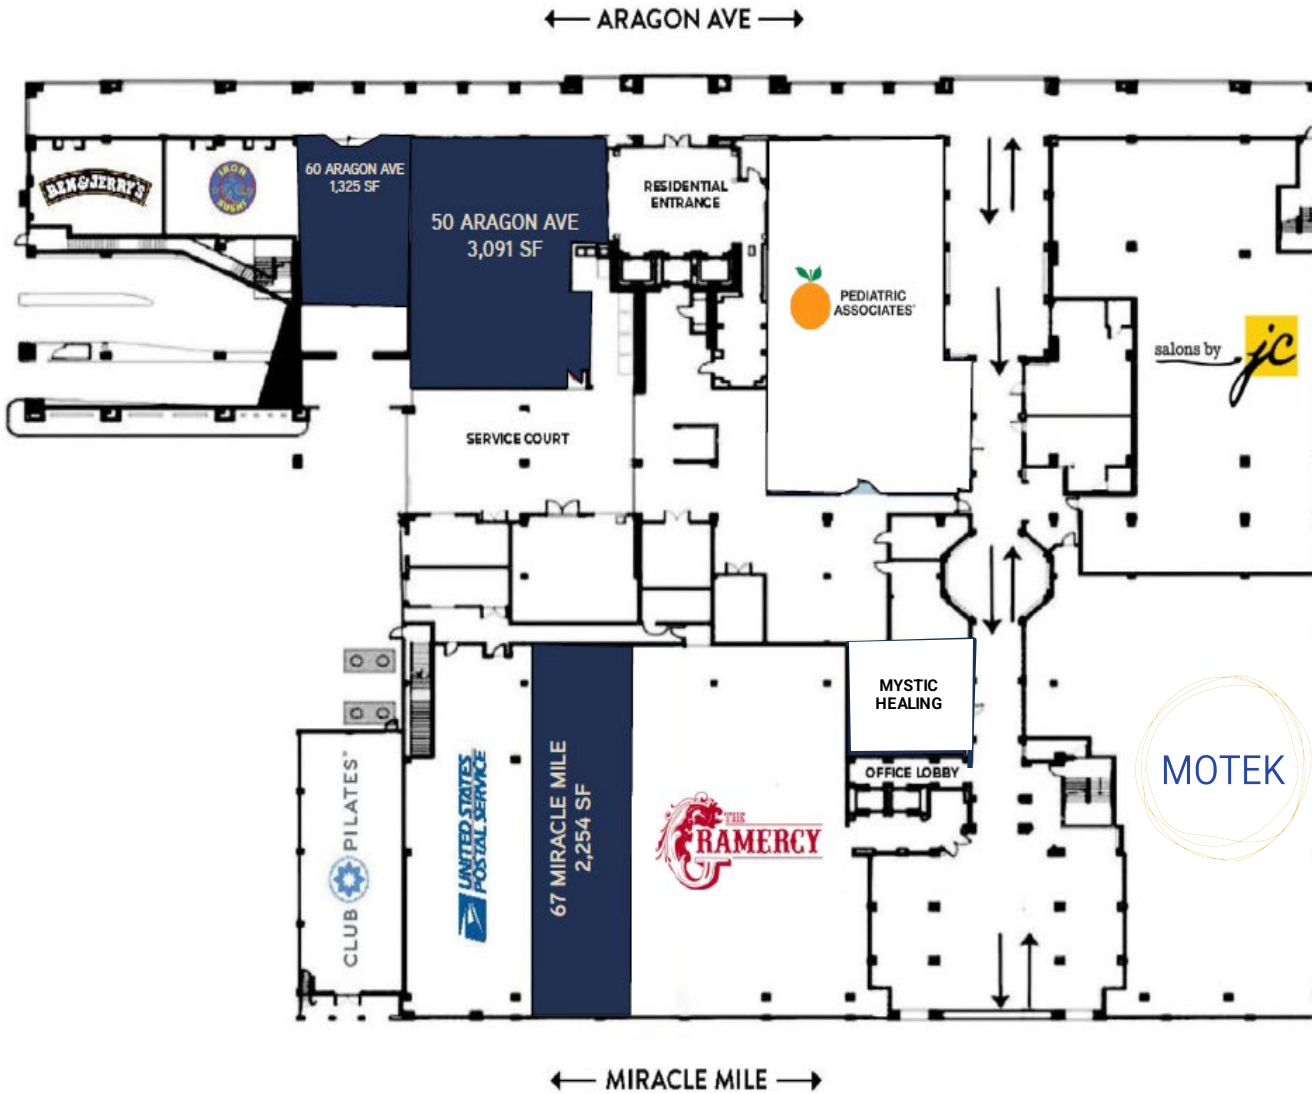 ARAGON AVE
BEN & JERRY'S
IRON
SUSHI
60 ARAGON AVE
1,325 SF
50 ARAGON AVE
3,091 SF
RESIDENTIAL
ENTRANCE
PEDIATRIC
ASSOCIATES
salons by jc
SERVICE COURT
MYSTIC
HEALING
OFFICE LOBBY
MOTEK
CLUB PILATES
UNITED STATES
POSTAL SERVICE
67 MIRACLE MILE
2,254 SF
THE
GRAMERCY
MIRACLE MILE